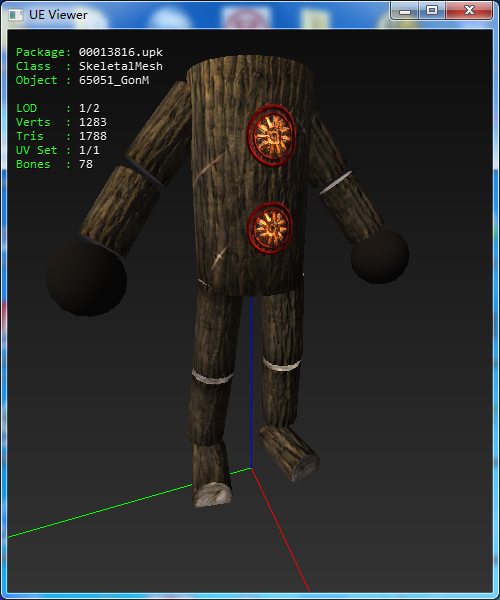 UE Viewer
Package: 00013816.upk
Class : SkeletalMesh
Object : 65051_GonM
LOD : 1/2
Verts : 1283
Tris : 1788
UV Set : 1/1
Bones : 78